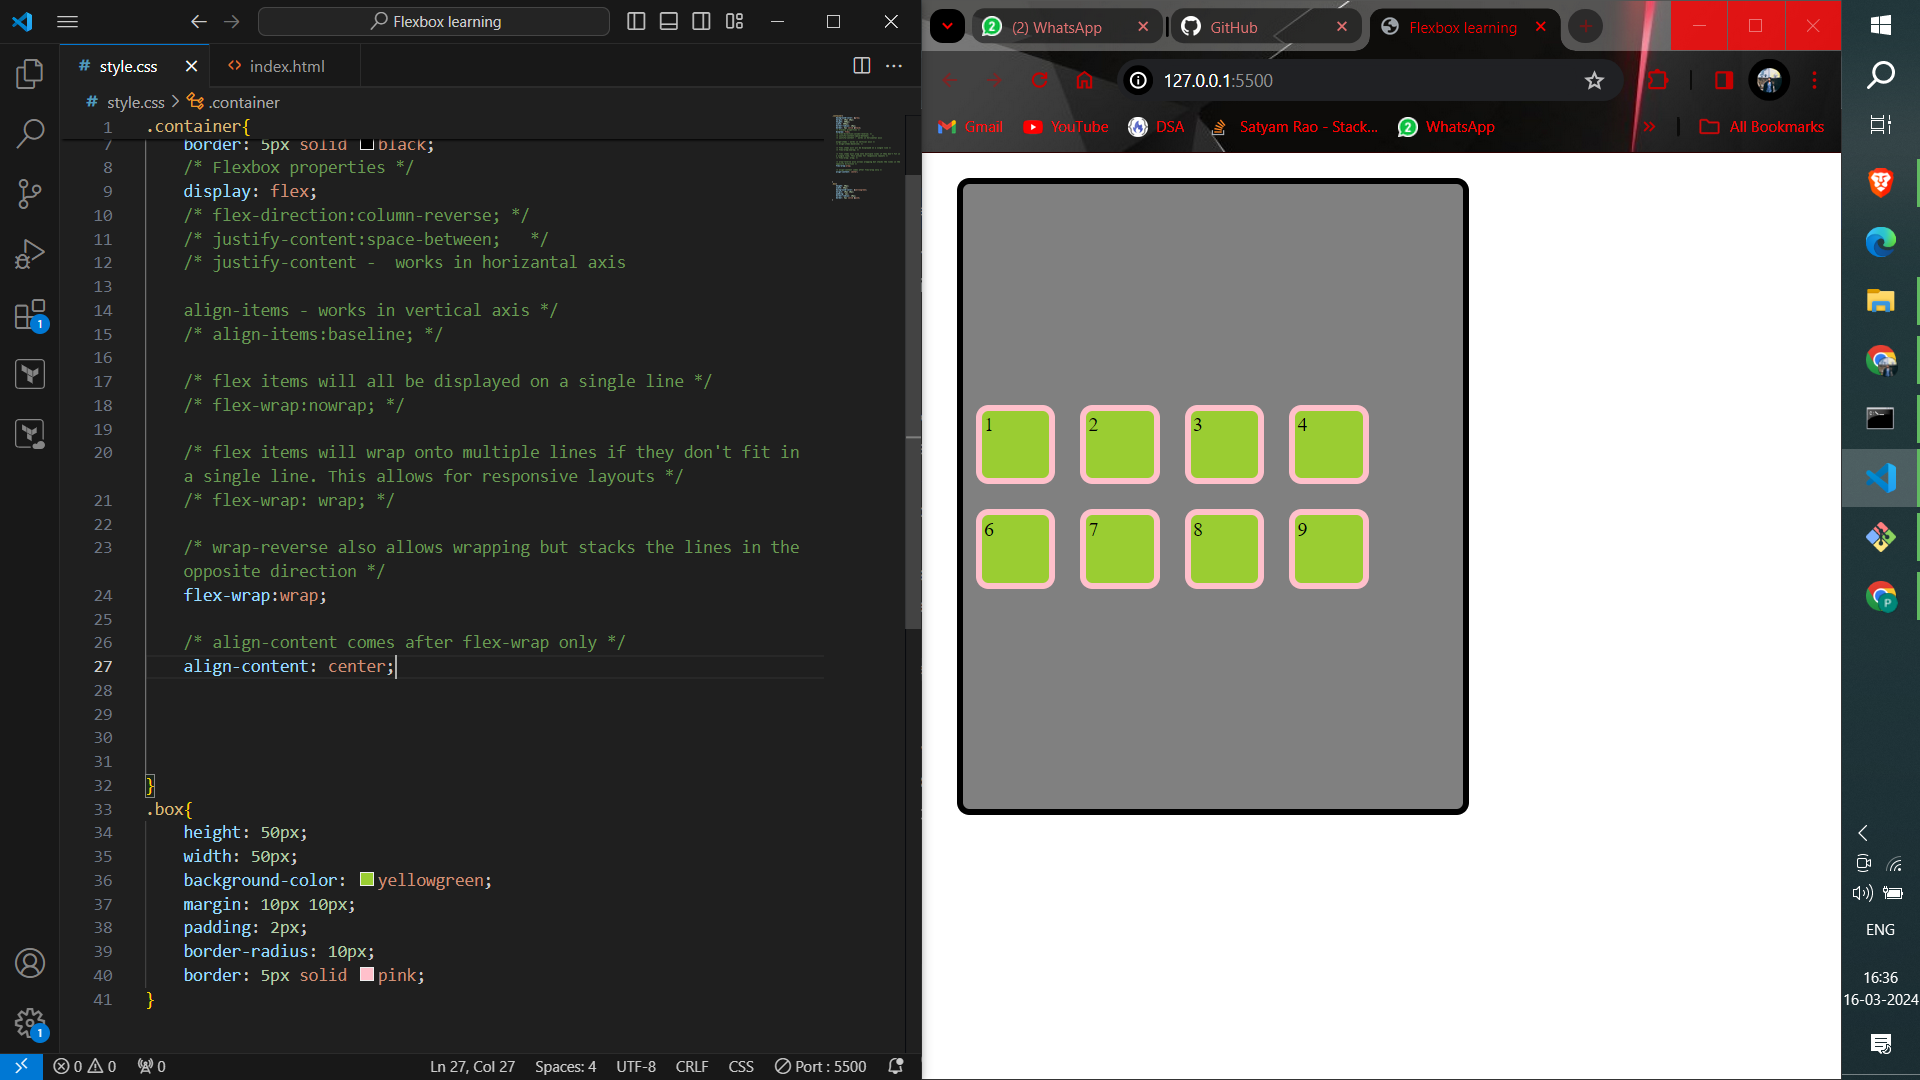 Flexbox learning
style.css
index.html
style.css > .container
1 .container{
7 border: 5px solid black;
8 /* Flexbox properties */
9 display: flex;
10 /* flex-direction:column-reverse; */
11 /* justify-content:space-between;   */
12 /* justify-content -  works in horizantal axis
13
14 align-items - works in vertical axis */
15 /* align-items:baseline; */
16
17 /* flex items will all be displayed on a single line */
18 /* flex-wrap:nowrap; */
19
20 /* flex items will wrap onto multiple lines if they don't fit in
a single line. This allows for responsive layouts */
21 /* flex-wrap: wrap; */
22
23 /* wrap-reverse also allows wrapping but stacks the lines in the
opposite direction */
24 flex-wrap:wrap;
25
26 /* align-content comes after flex-wrap only */
27 align-content: center;
28
29
30
31
32 }
33 .box{
34 height: 50px;
35 width: 50px;
36 background-color: yellowgreen;
37 margin: 10px 10px;
38 padding: 2px;
39 border-radius: 10px;
40 border: 5px solid pink;
41 }
1
1
0 0 0 Ln 27, Col 27 Spaces: 4 UTF-8 CRLF CSS Port : 5500
(2) WhatsApp GitHub Flexbox learning
127.0.0.1:5500
Gmail YouTube DSA Satyam Rao - Stack... WhatsApp » All Bookmarks
1 2 3 4
6 7 8 9
P
ENG
16:36
16-03-2024